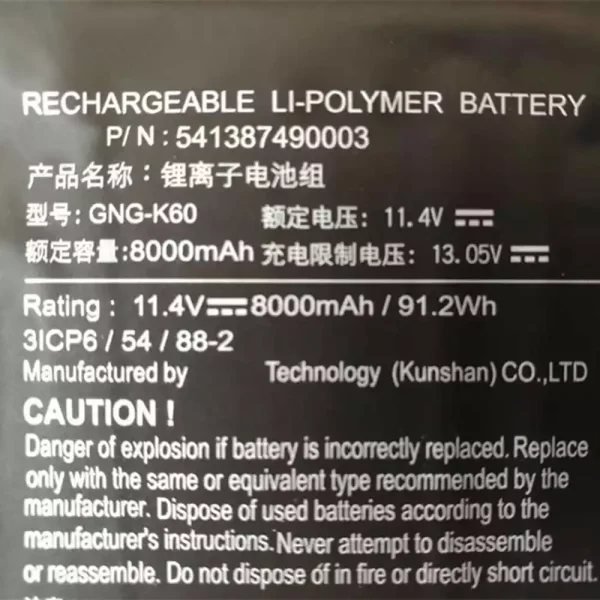 RECHARGEABLE LI-POLYMER BATTERY
P/N : 541387490003
产品名称：锂离子电池组
型号: GNG-K60 额定电压: 11.4V ⎓
额定容量:8000mAh 充电限制电压: 13.05V ⎓
Rating : 11.4V⎓8000mAh / 91.2Wh
3ICP6 / 54 / 88-2
Manufactured by Technology (Kunshan) CO.,LTD
CAUTION !
Danger of explosion if battery is incorrectly replaced. Replace
only with the same or equivalent type recommended by the
manufacturer. Dispose of used batteries according to the
manufacturer's instructions. Never attempt to disassemble
or reassemble. Do not dispose of in fire or directly short circuit.